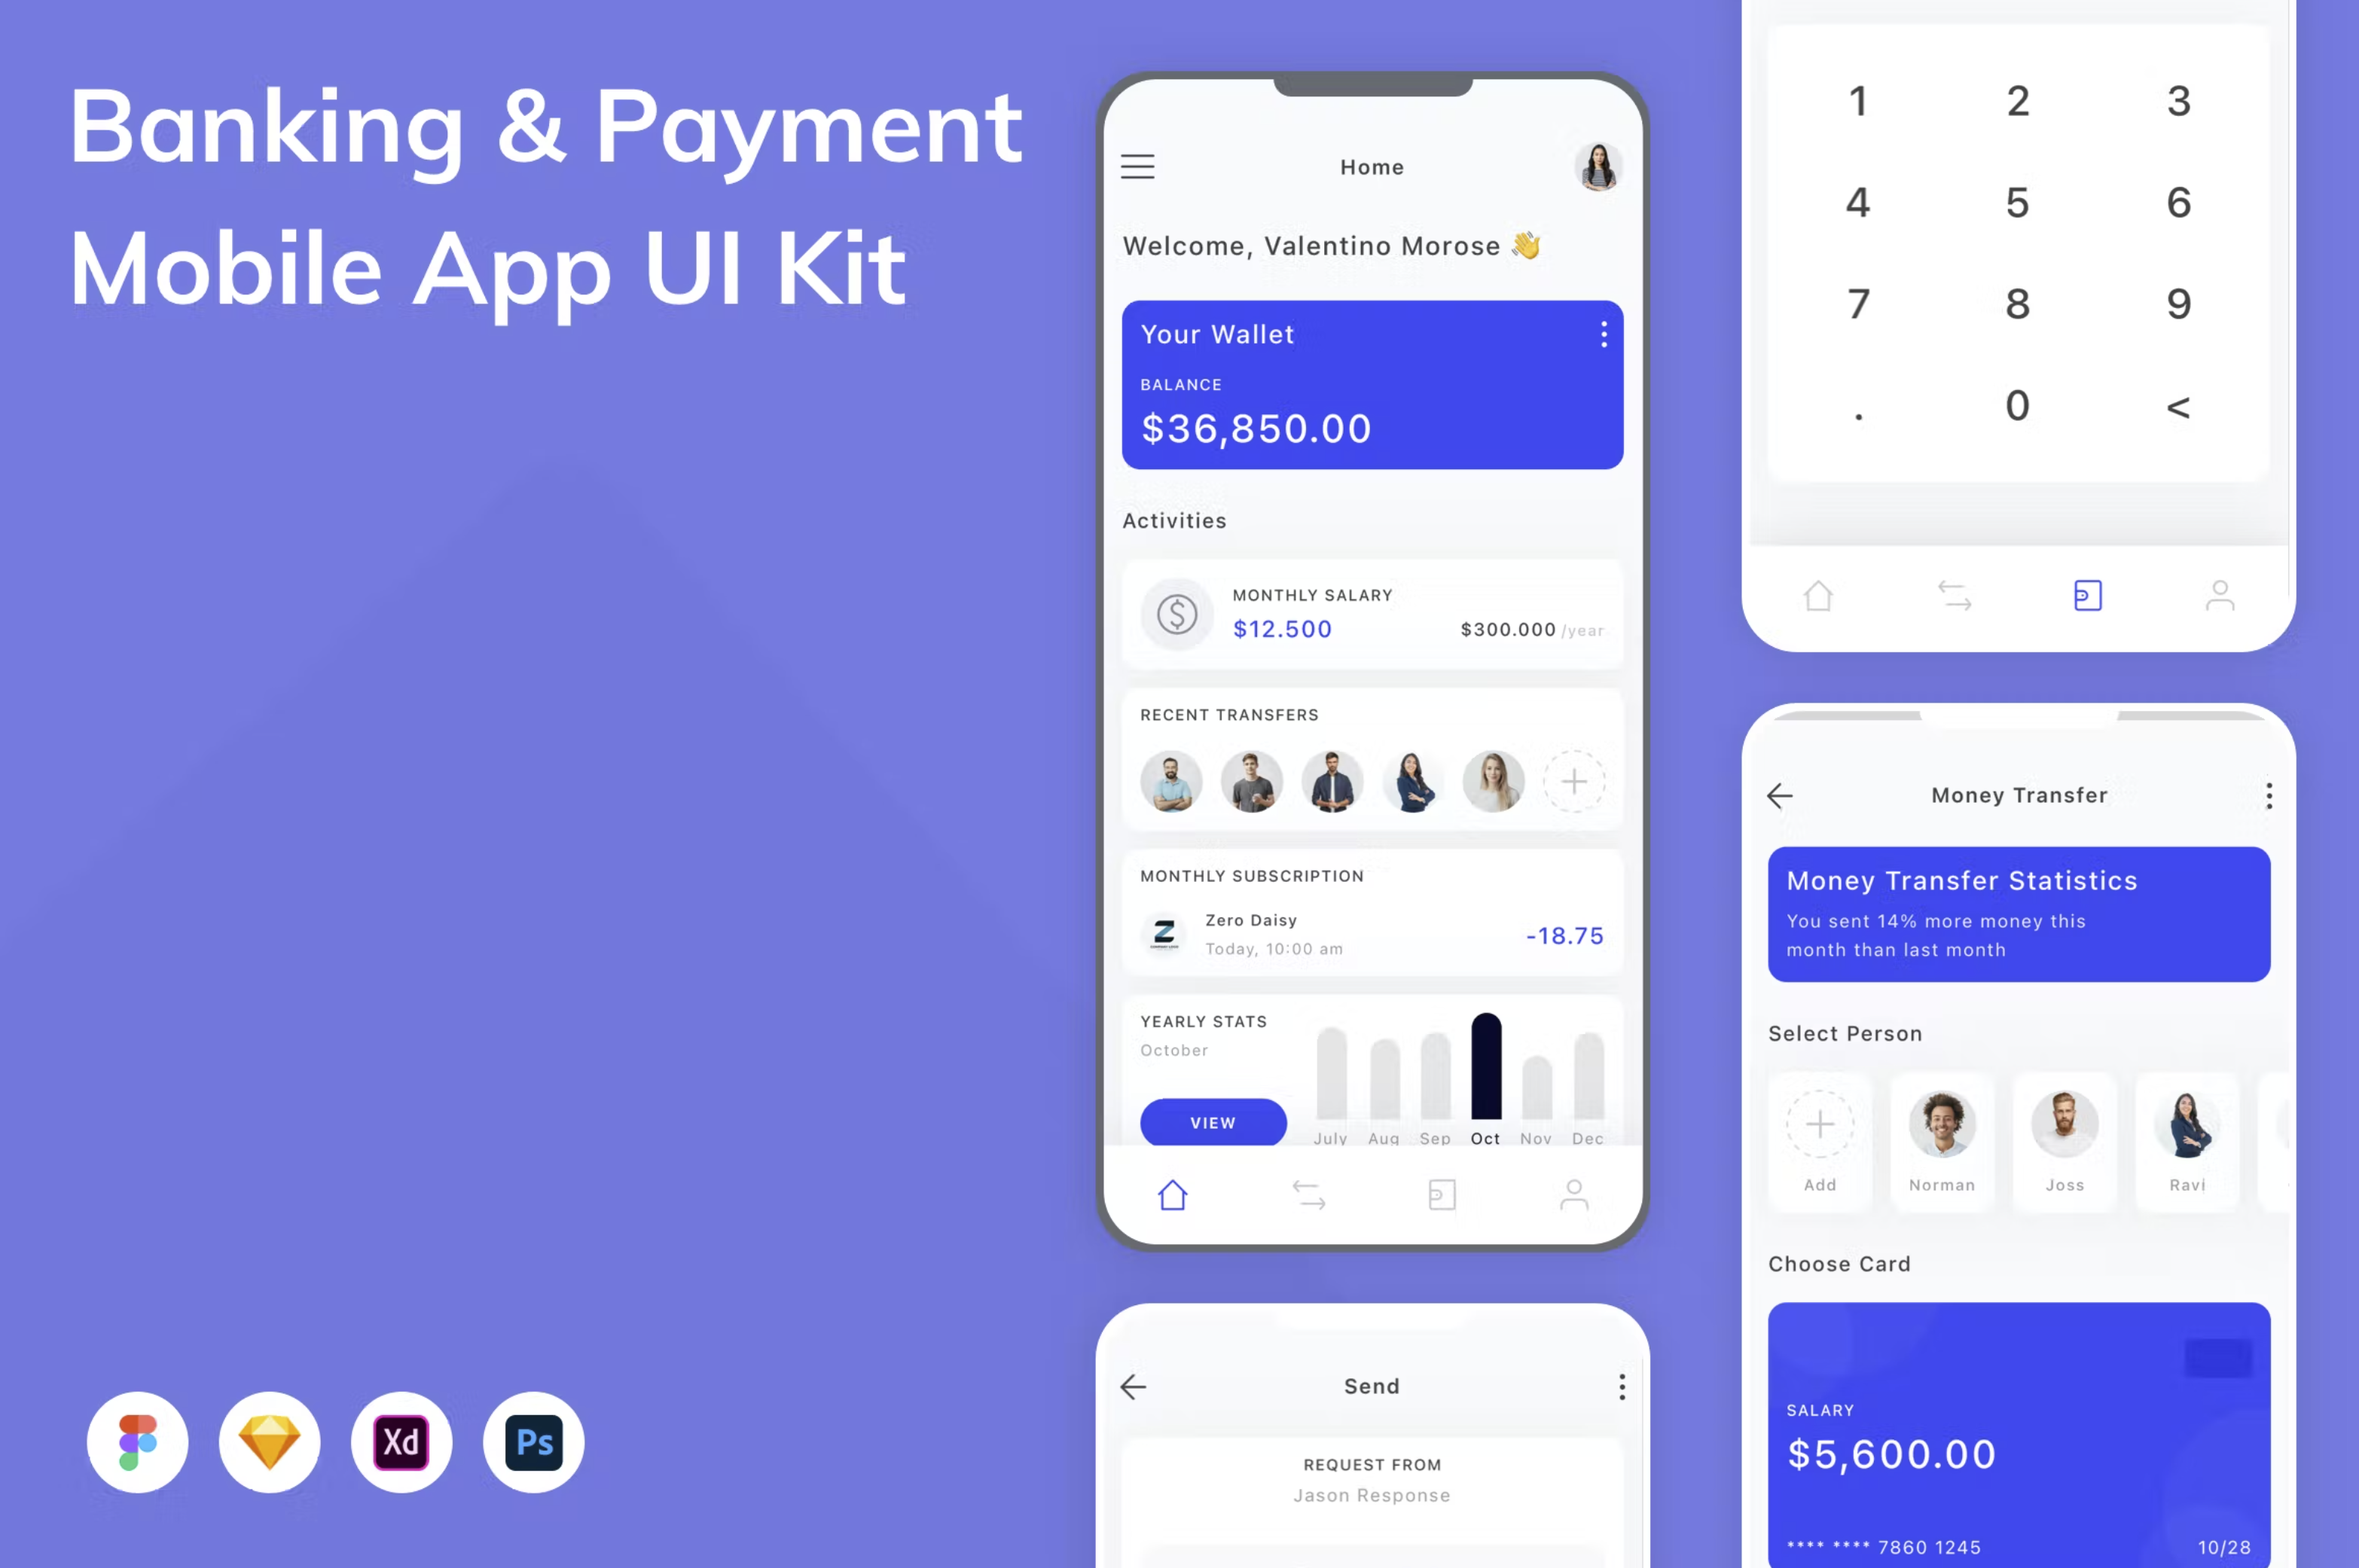 Banking & Payment
Mobile App UI Kit
Xd
Ps
Home
Welcome, Valentino Morose 👋
Your Wallet
BALANCE
$36,850.00
Activities
MONTHLY SALARY
$12.500
$300.000 /year
RECENT TRANSFERS
MONTHLY SUBSCRIPTION
Zero Daisy
Today, 10:00 am
-18.75
YEARLY STATS
October
VIEW
July Aug Sep Oct Nov Dec
Send
REQUEST FROM
Jason Response
1 2 3
4 5 6
7 8 9
. 0 <
Money Transfer
Money Transfer Statistics
You sent 14% more money this
month than last month
Select Person
Add Norman Joss Ravi
Choose Card
SALARY
$5,600.00
**** **** 7860 1245 10/28